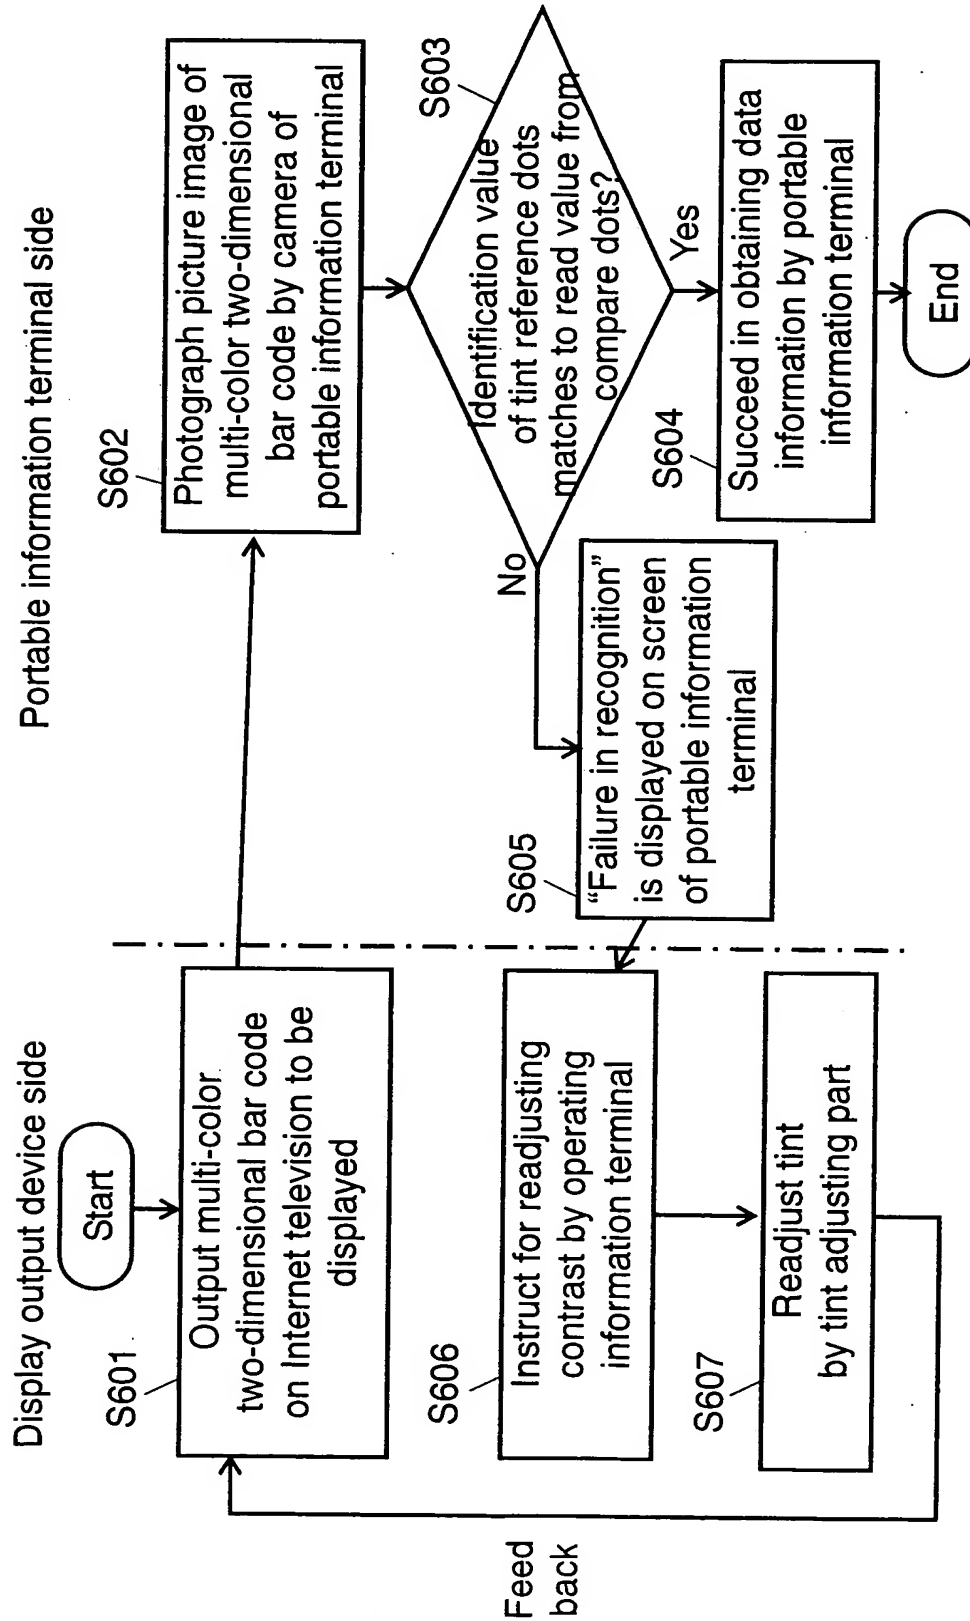 Display output device side
Portable information terminal side
Start
S601
Output multi-color
two-dimensional bar code
on Internet television to be
displayed
S602
Photograph picture image of
multi-color two-dimensional
bar code by camera of
portable information terminal
S603
Identification value
of tint reference dots
matches to read value from
compare dots?
No
Yes
S604
Succeed in obtaining data
information by portable
information terminal
End
S605
“Failure in recognition”
is displayed on screen
of portable information
terminal
S606
Instruct for readjusting
contrast by operating
information terminal
S607
Readjust tint
by tint adjusting part
Feed
back